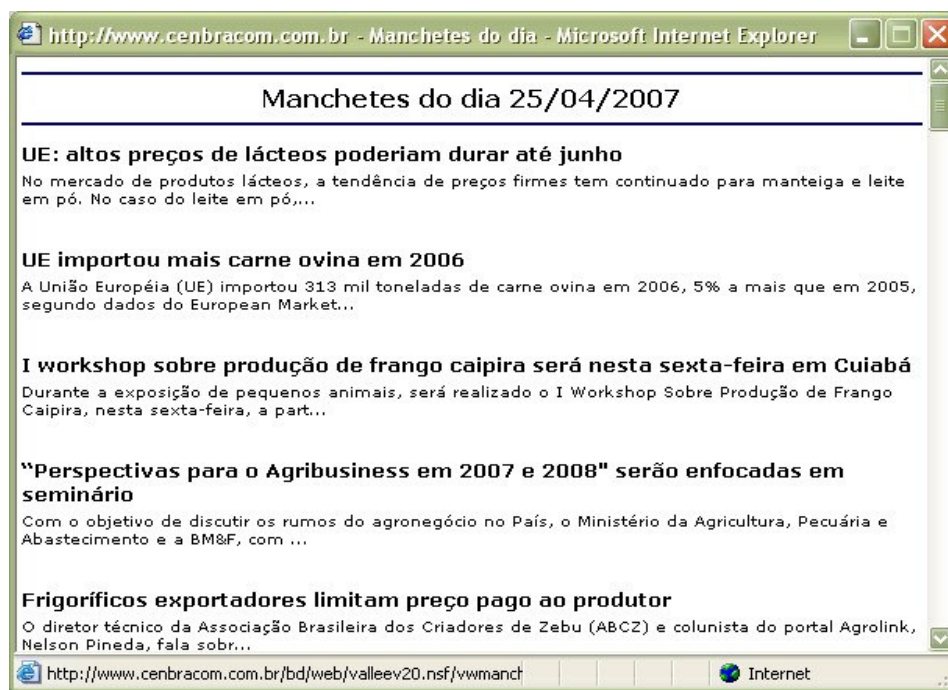 http://www.cenbracom.com.br - Manchetes do dia - Microsoft Internet Explorer
Manchetes do dia 25/04/2007
UE: altos preços de lácteos poderiam durar até junho
No mercado de produtos lácteos, a tendência de preços firmes tem continuado para manteiga e leite
em pó. No caso do leite em pó,...
UE importou mais carne ovina em 2006
A União Européia (UE) importou 313 mil toneladas de carne ovina em 2006, 5% a mais que em 2005,
segundo dados do European Market...
I workshop sobre produção de frango caipira será nesta sexta-feira em Cuiabá
Durante a exposição de pequenos animais, será realizado o I Workshop Sobre Produção de Frango
Caipira, nesta sexta-feira, a part...
“Perspectivas para o Agribusiness em 2007 e 2008" serão enfocadas em
seminário
Com o objetivo de discutir os rumos do agronegócio no País, o Ministério da Agricultura, Pecuária e
Abastecimento e a BM&F, com ...
Frigoríficos exportadores limitam preço pago ao produtor
O diretor técnico da Associação Brasileira dos Criadores de Zebu (ABCZ) e colunista do portal Agrolink,
Nelson Pineda, fala sobr...
http://www.cenbracom.com.br/bd/web/valleev20.nsf/vwmanch Internet